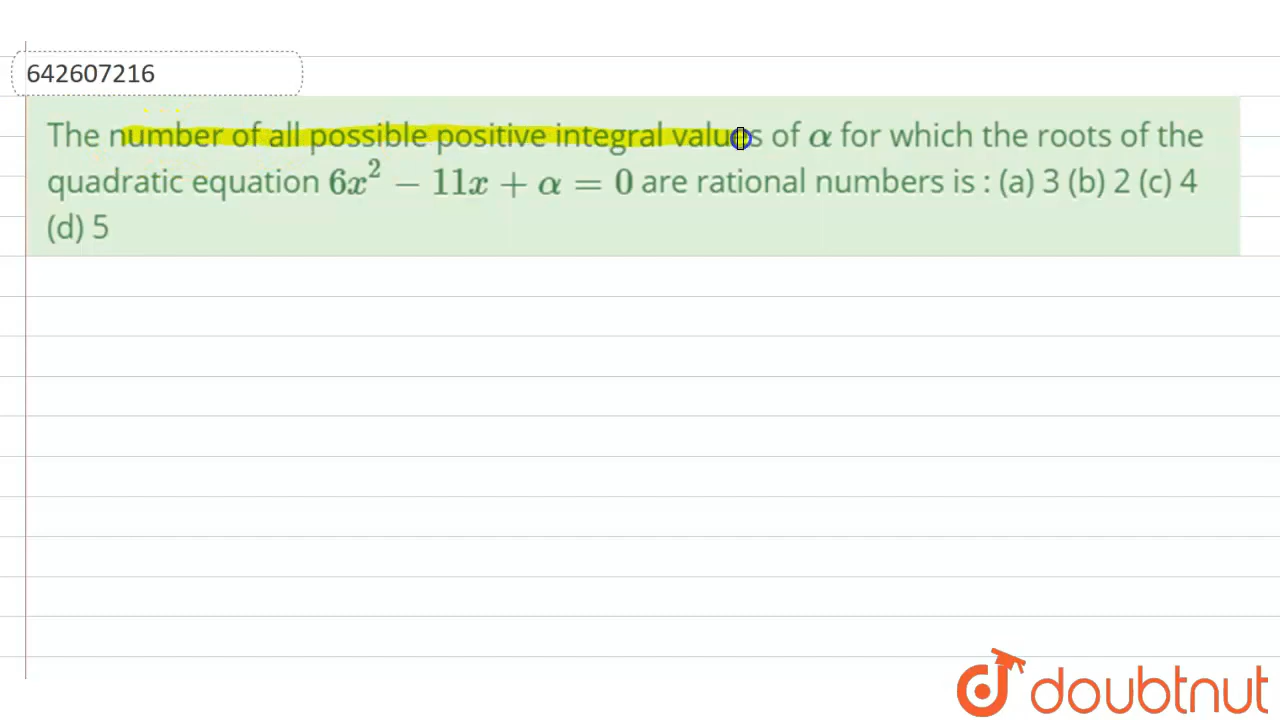 642607216
The number of all possible positive integral values of α for which the roots of the
quadratic equation 6x² − 11x + α = 0 are rational numbers is : (a) 3 (b) 2 (c) 4
(d) 5
doubtnut